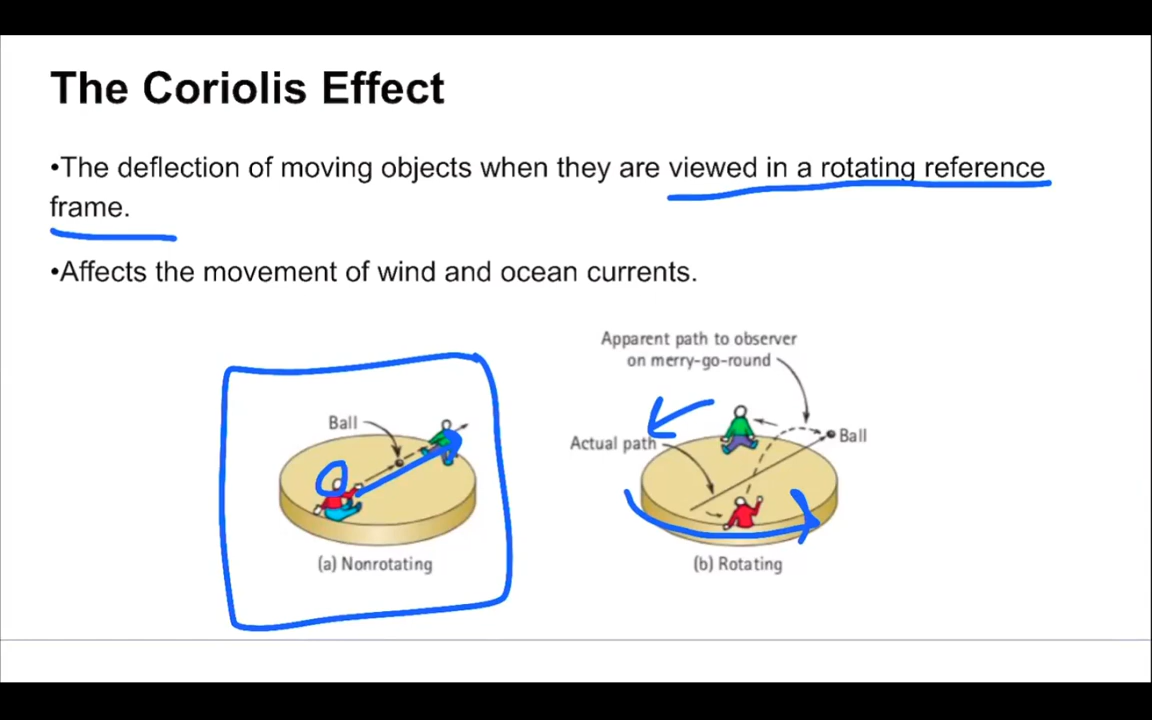 The Coriolis Effect
•The deflection of moving objects when they are viewed in a rotating reference
frame.
•Affects the movement of wind and ocean currents.
Apparent path to observer
on merry-go-round
Ball
Actual path
Ball
(a) Nonrotating
(b) Rotating